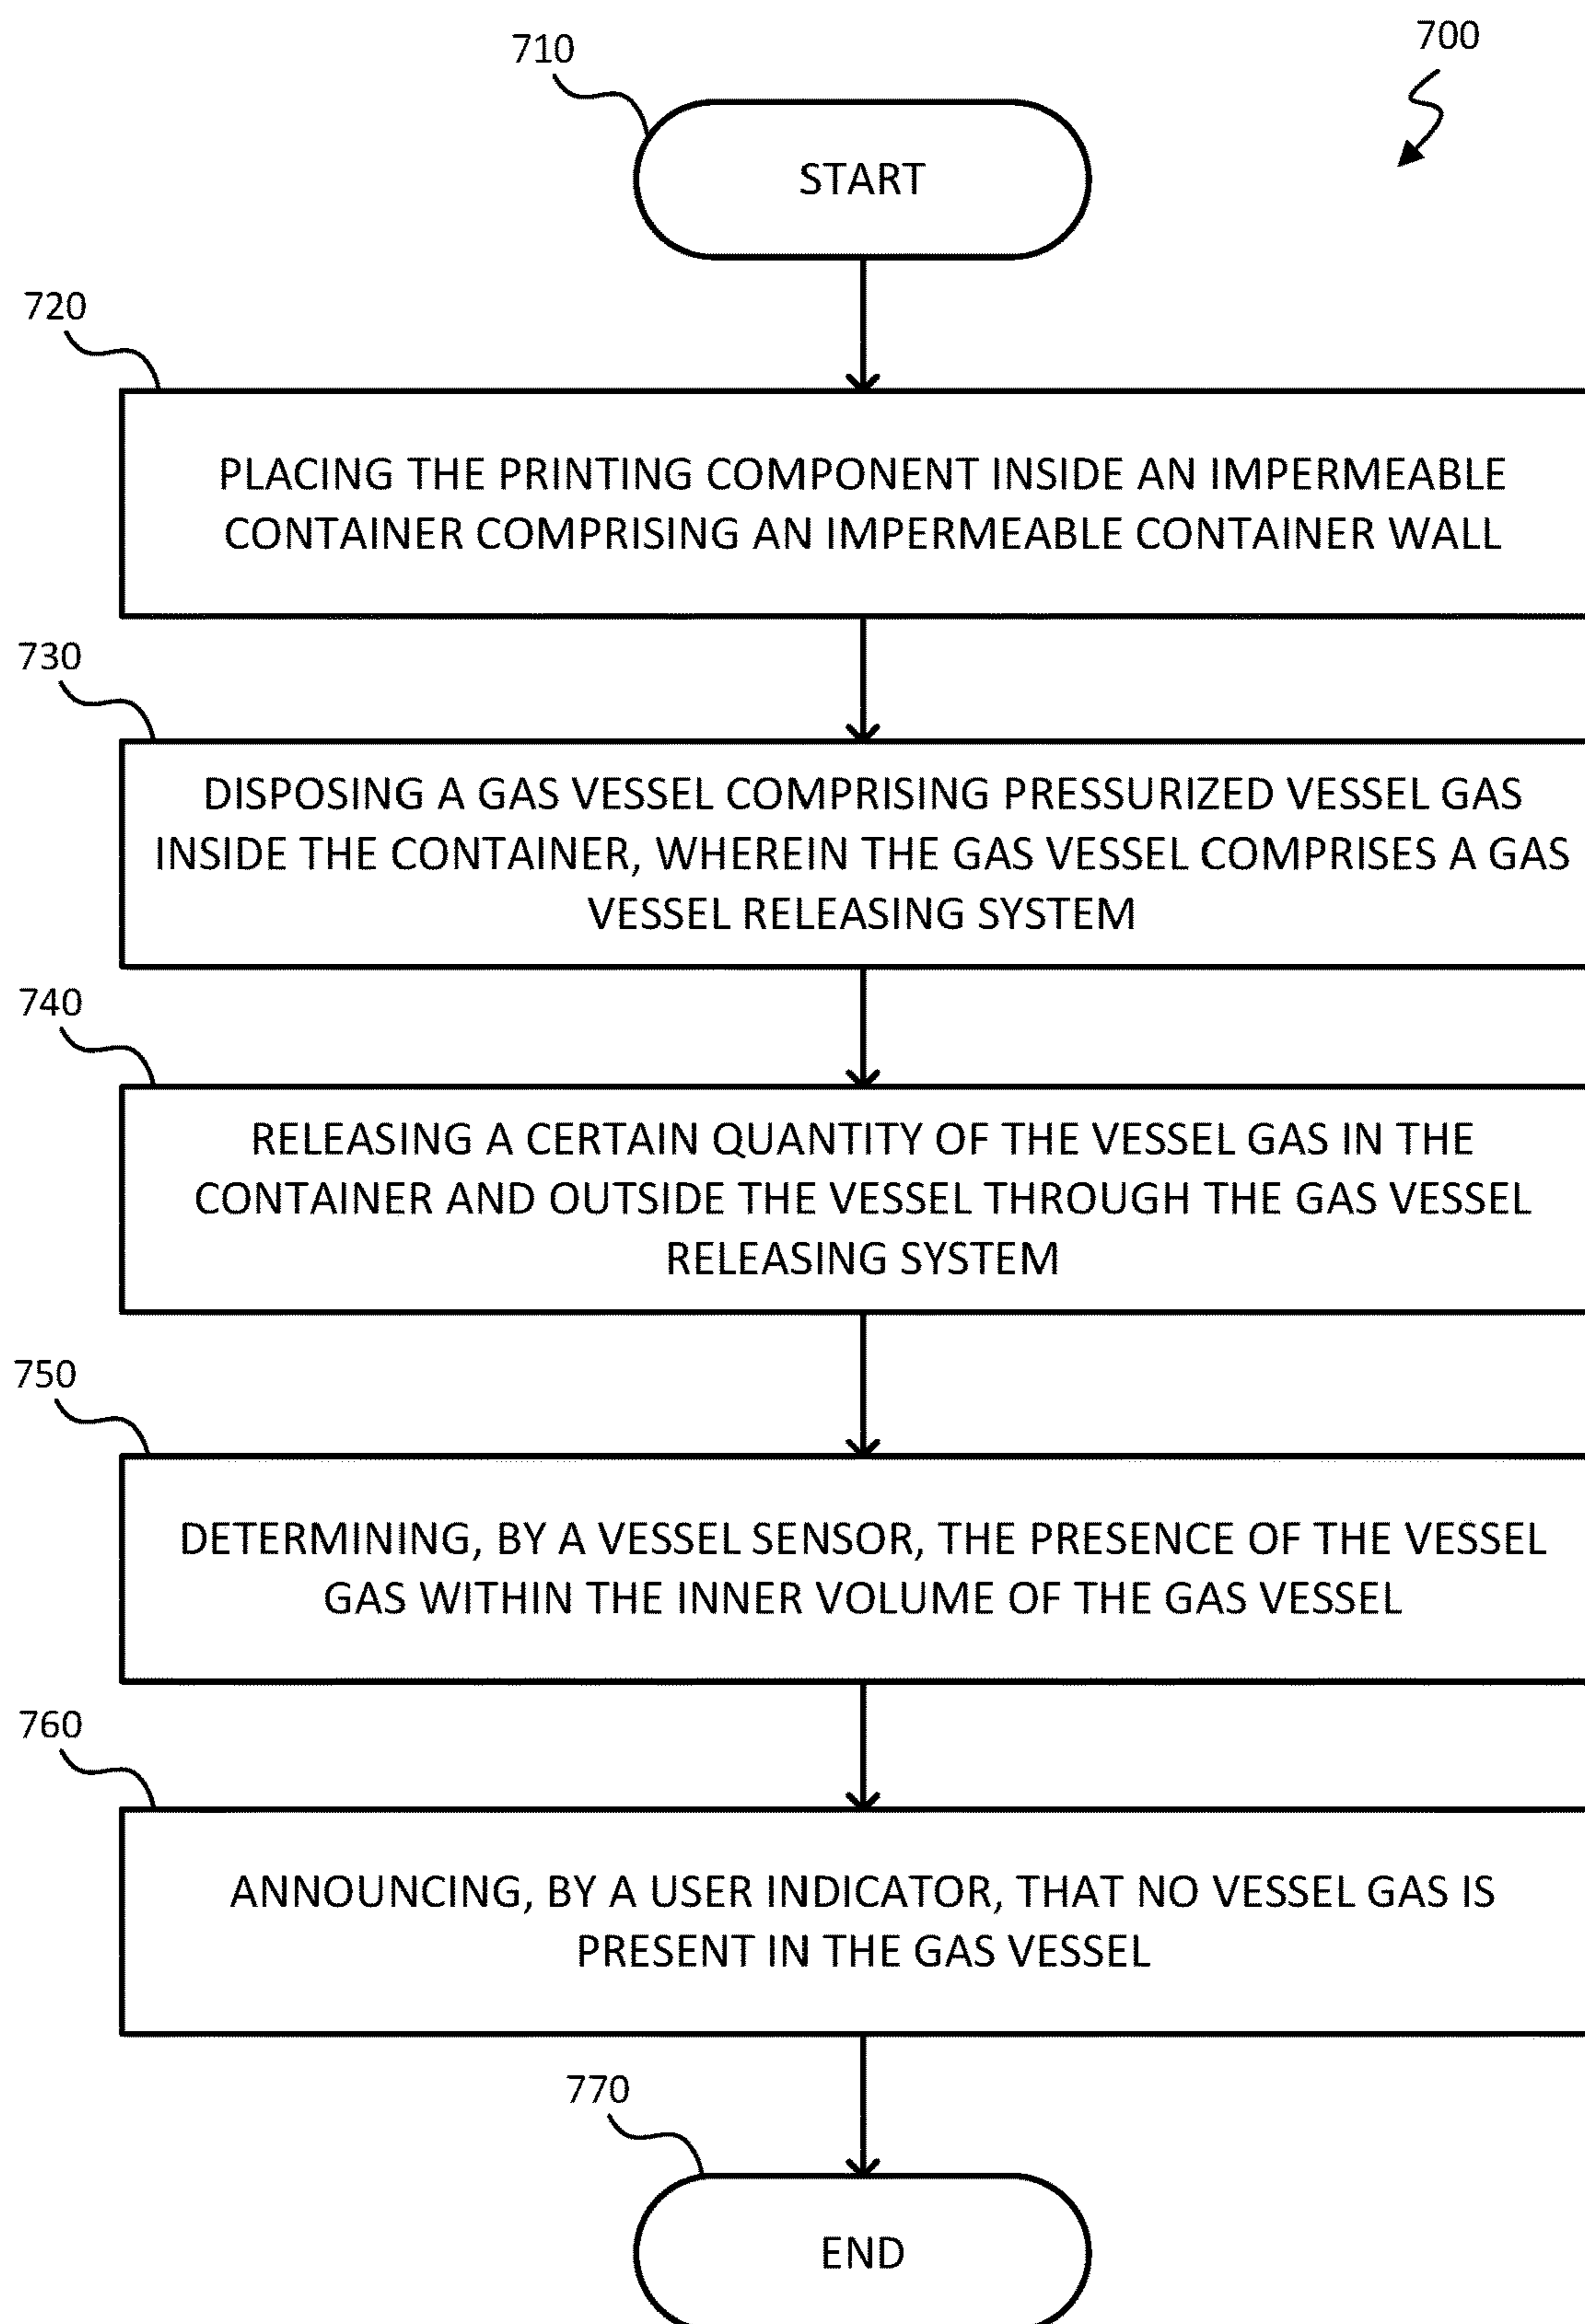 710
700
START
720
PLACING THE PRINTING COMPONENT INSIDE AN IMPERMEABLE
CONTAINER COMPRISING AN IMPERMEABLE CONTAINER WALL
730
DISPOSING A GAS VESSEL COMPRISING PRESSURIZED VESSEL GAS
INSIDE THE CONTAINER, WHEREIN THE GAS VESSEL COMPRISES A GAS
VESSEL RELEASING SYSTEM
740
RELEASING A CERTAIN QUANTITY OF THE VESSEL GAS IN THE
CONTAINER AND OUTSIDE THE VESSEL THROUGH THE GAS VESSEL
RELEASING SYSTEM
750
DETERMINING, BY A VESSEL SENSOR, THE PRESENCE OF THE VESSEL
GAS WITHIN THE INNER VOLUME OF THE GAS VESSEL
760
ANNOUNCING, BY A USER INDICATOR, THAT NO VESSEL GAS IS
PRESENT IN THE GAS VESSEL
770
END